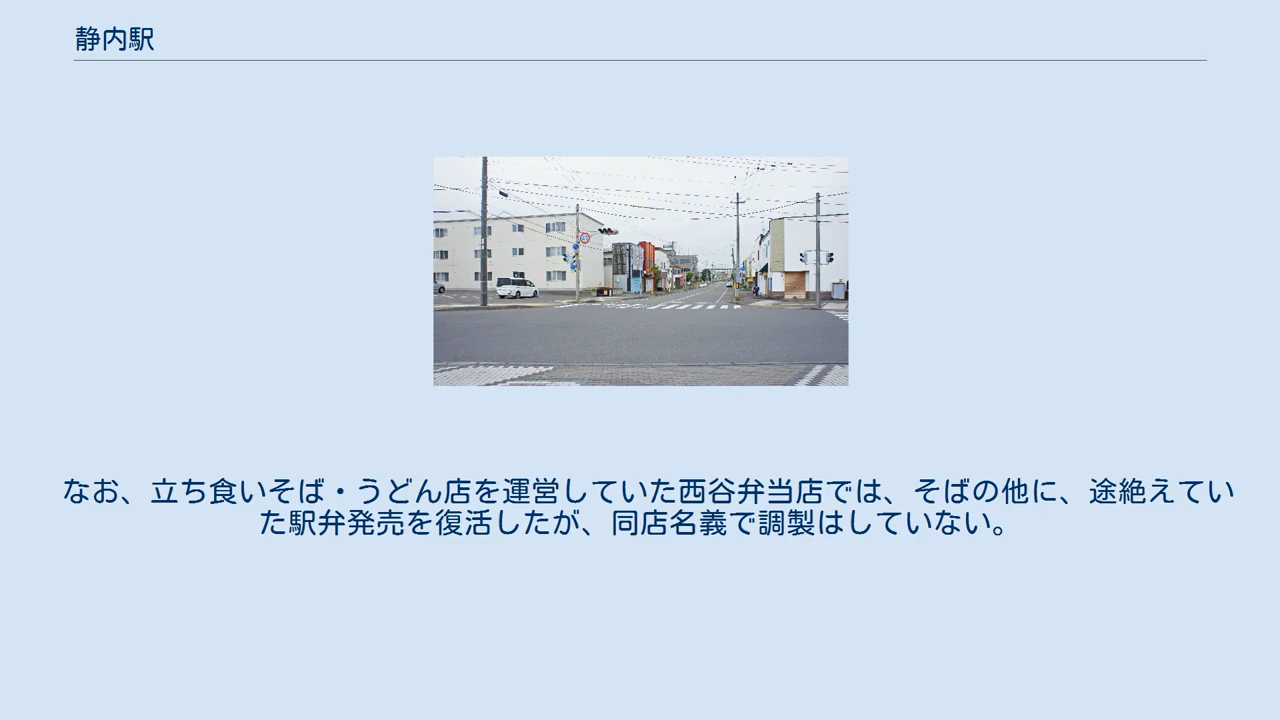 静内駅
なお、立ち食いそば・うどん店を運営していた西谷弁当店では、そばの他に、途絶えてい
た駅弁発売を復活したが、同店名義で調製はしていない。